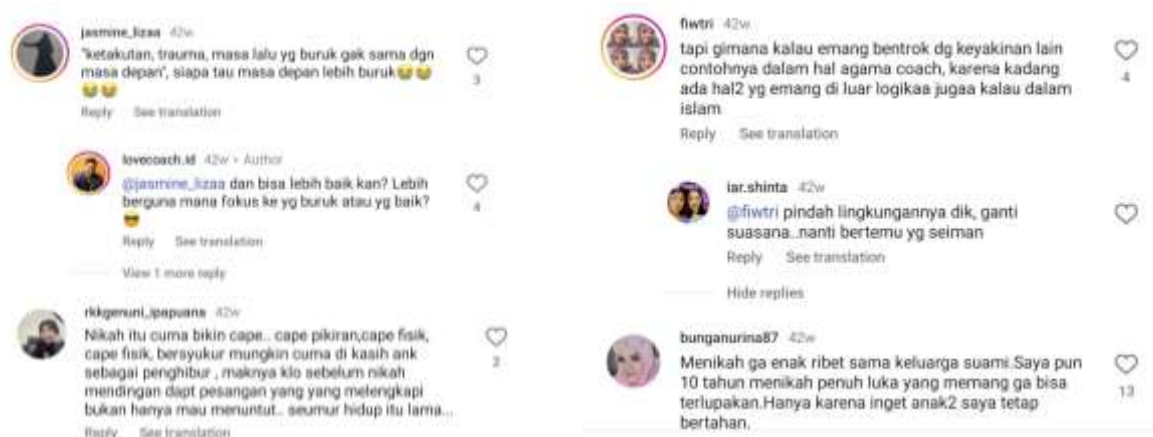 jasmine_lizaa 42w
"ketakutan, trauma, masa lalu yg buruk gak sama dgn
masa depan", siapa tau masa depan lebih buruk😭😭
😭😭
3
Reply See translation
lovecoach.id 42w • Author
@jasmine_lizaa dan bisa lebih baik kan? Lebih
berguna mana fokus ke yg buruk atau yg baik?
😎
4
Reply See translation
View 1 more reply
rkkgenuni_ipapuana 42w
Nikah itu cuma bikin cape.. cape pikiran,cape fisik,
cape fisik, bersyukur mungkin cuma di kasih ank
sebagai penghibur , maknya klo sebelum nikah
mendingan dapt pesangan yang yang melengkapi
bukan hanya mau menuntut.. seumur hidup itu lama...
2
Reply See translation
fiwtri 42w
tapi gimana kalau emang bentrok dg keyakinan lain
contohnya dalam hal agama coach, karena kadang
ada hal2 yg emang di luar logikaa jugaa kalau dalam
islam
4
Reply See translation
iar.shinta 42w
@fiwtri pindah lingkungannya dik, ganti
suasana..nanti bertemu yg seiman
Reply See translation
Hide replies
bunganurina87 42w
Menikah ga enak ribet sama keluarga suami.Saya pun
10 tahun menikah penuh luka yang memang ga bisa
terlupakan.Hanya karena inget anak2 saya tetap
bertahan.
13